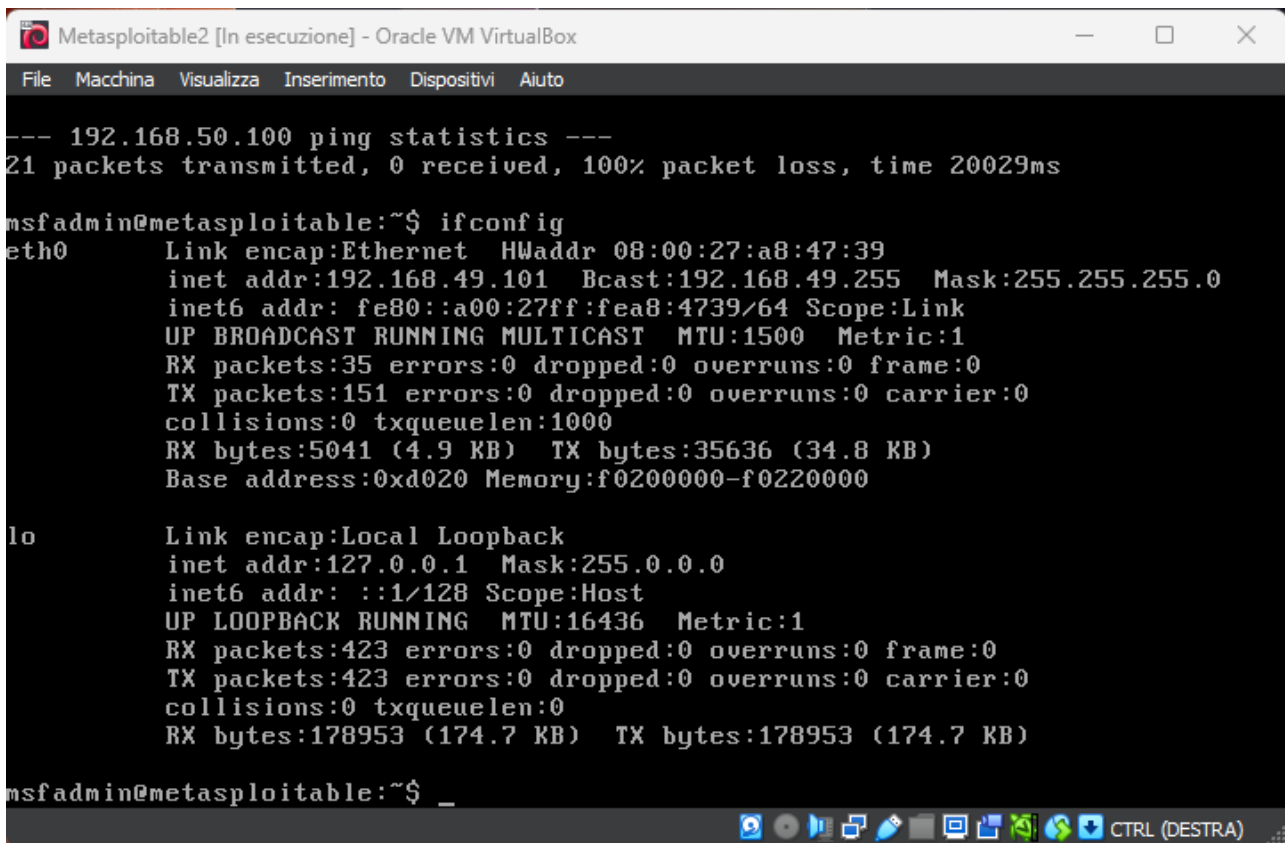 Metasploitable2 [In esecuzione] - Oracle VM VirtualBox
File Macchina Visualizza Inserimento Dispositivi Aiuto
--- 192.168.50.100 ping statistics ---
21 packets transmitted, 0 received, 100% packet loss, time 20029ms
msfadmin@metasploitable:~$ ifconfig
eth0 Link encap:Ethernet HWaddr 08:00:27:a8:47:39
inet addr:192.168.49.101 Bcast:192.168.49.255 Mask:255.255.255.0
inet6 addr: fe80::a00:27ff:fea8:4739/64 Scope:Link
UP BROADCAST RUNNING MULTICAST MTU:1500 Metric:1
RX packets:35 errors:0 dropped:0 overruns:0 frame:0
TX packets:151 errors:0 dropped:0 overruns:0 carrier:0
collisions:0 txqueuelen:1000
RX bytes:5041 (4.9 KB) TX bytes:35636 (34.8 KB)
Base address:0xd020 Memory:f0200000-f0220000
lo Link encap:Local Loopback
inet addr:127.0.0.1 Mask:255.0.0.0
inet6 addr: ::1/128 Scope:Host
UP LOOPBACK RUNNING MTU:16436 Metric:1
RX packets:423 errors:0 dropped:0 overruns:0 frame:0
TX packets:423 errors:0 dropped:0 overruns:0 carrier:0
collisions:0 txqueuelen:0
RX bytes:178953 (174.7 KB) TX bytes:178953 (174.7 KB)
msfadmin@metasploitable:~$ _
CTRL (DESTRA)